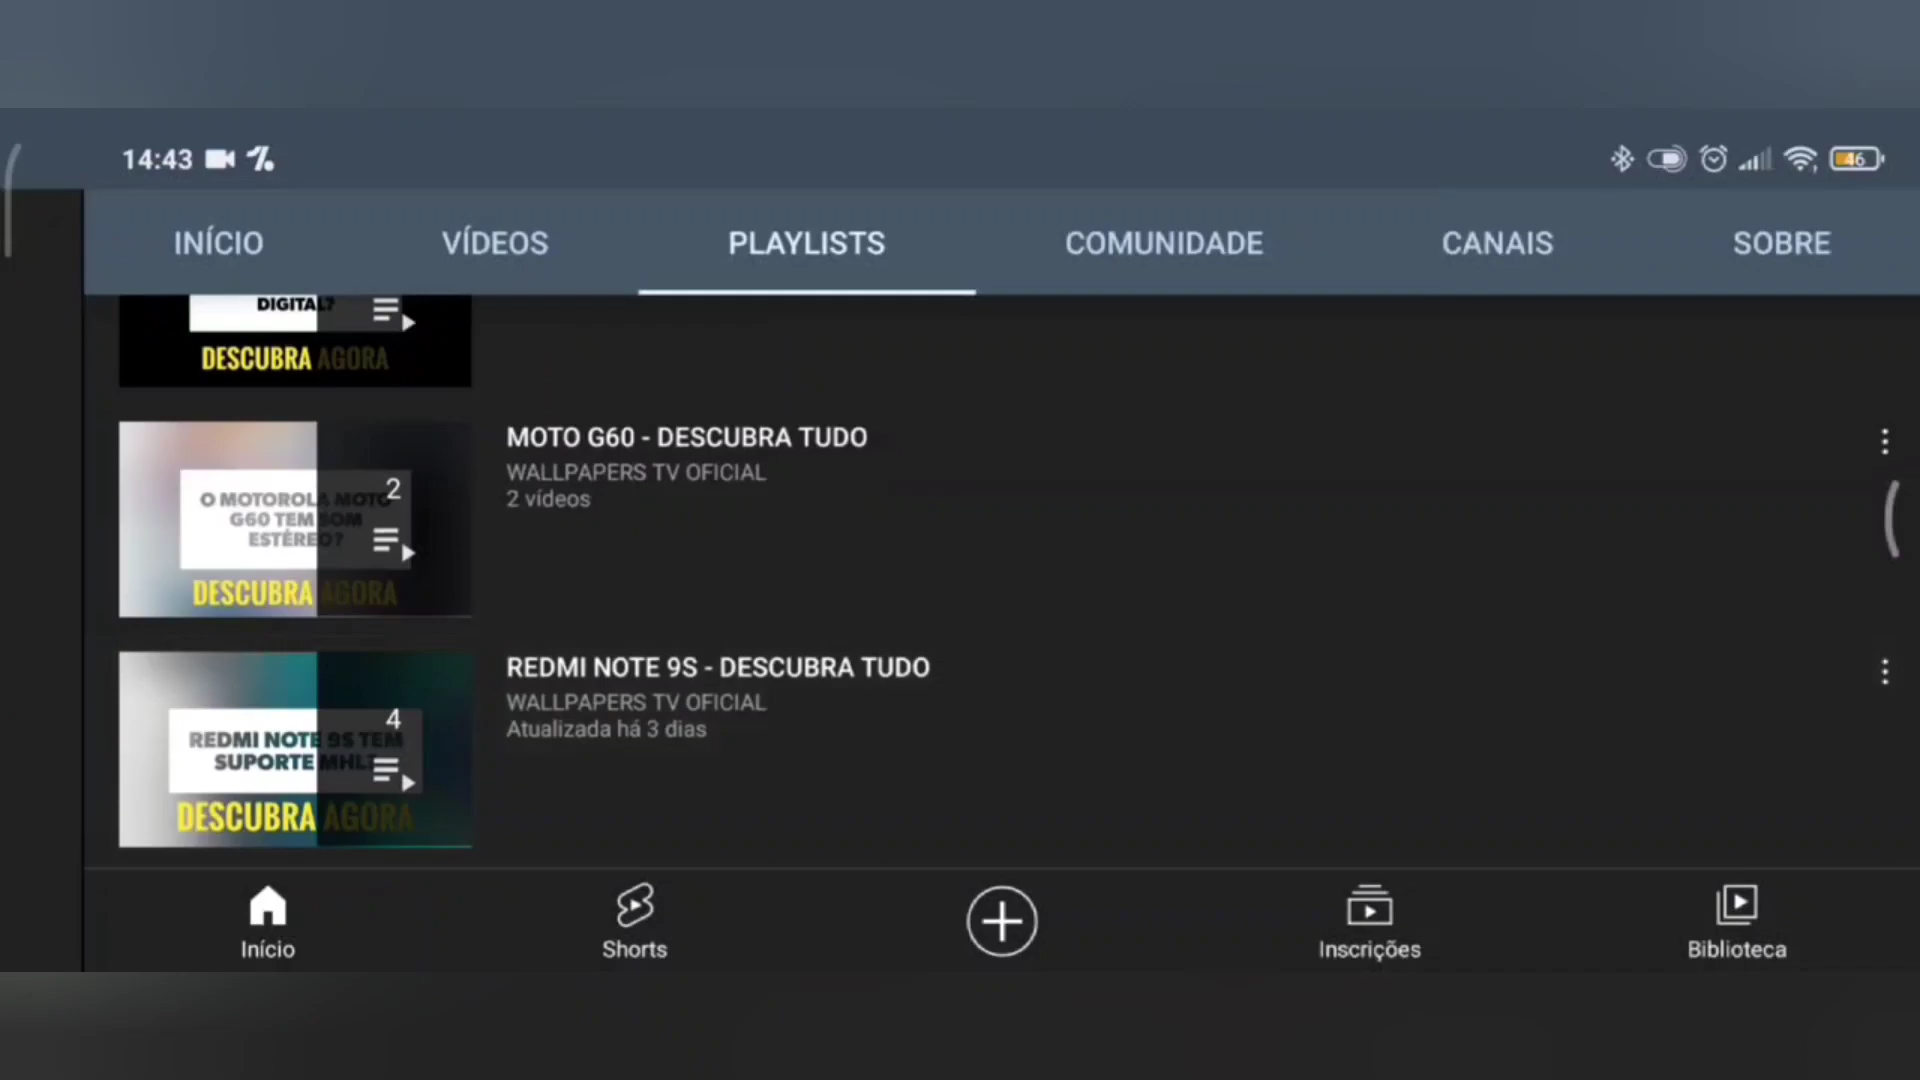 14:43
46
INÍCIO VÍDEOS PLAYLISTS COMUNIDADE CANAIS SOBRE
DIGITAL?
DESCUBRA AGORA
2
O MOTOROLA MOTO
G60 TEM SOM
ESTÉREO?
DESCUBRA AGORA
MOTO G60 - DESCUBRA TUDO
WALLPAPERS TV OFICIAL
2 vídeos
4
REDMI NOTE 9S TEM
SUPORTE MHL?
DESCUBRA AGORA
REDMI NOTE 9S - DESCUBRA TUDO
WALLPAPERS TV OFICIAL
Atualizada há 3 dias
Início Shorts Inscrições Biblioteca